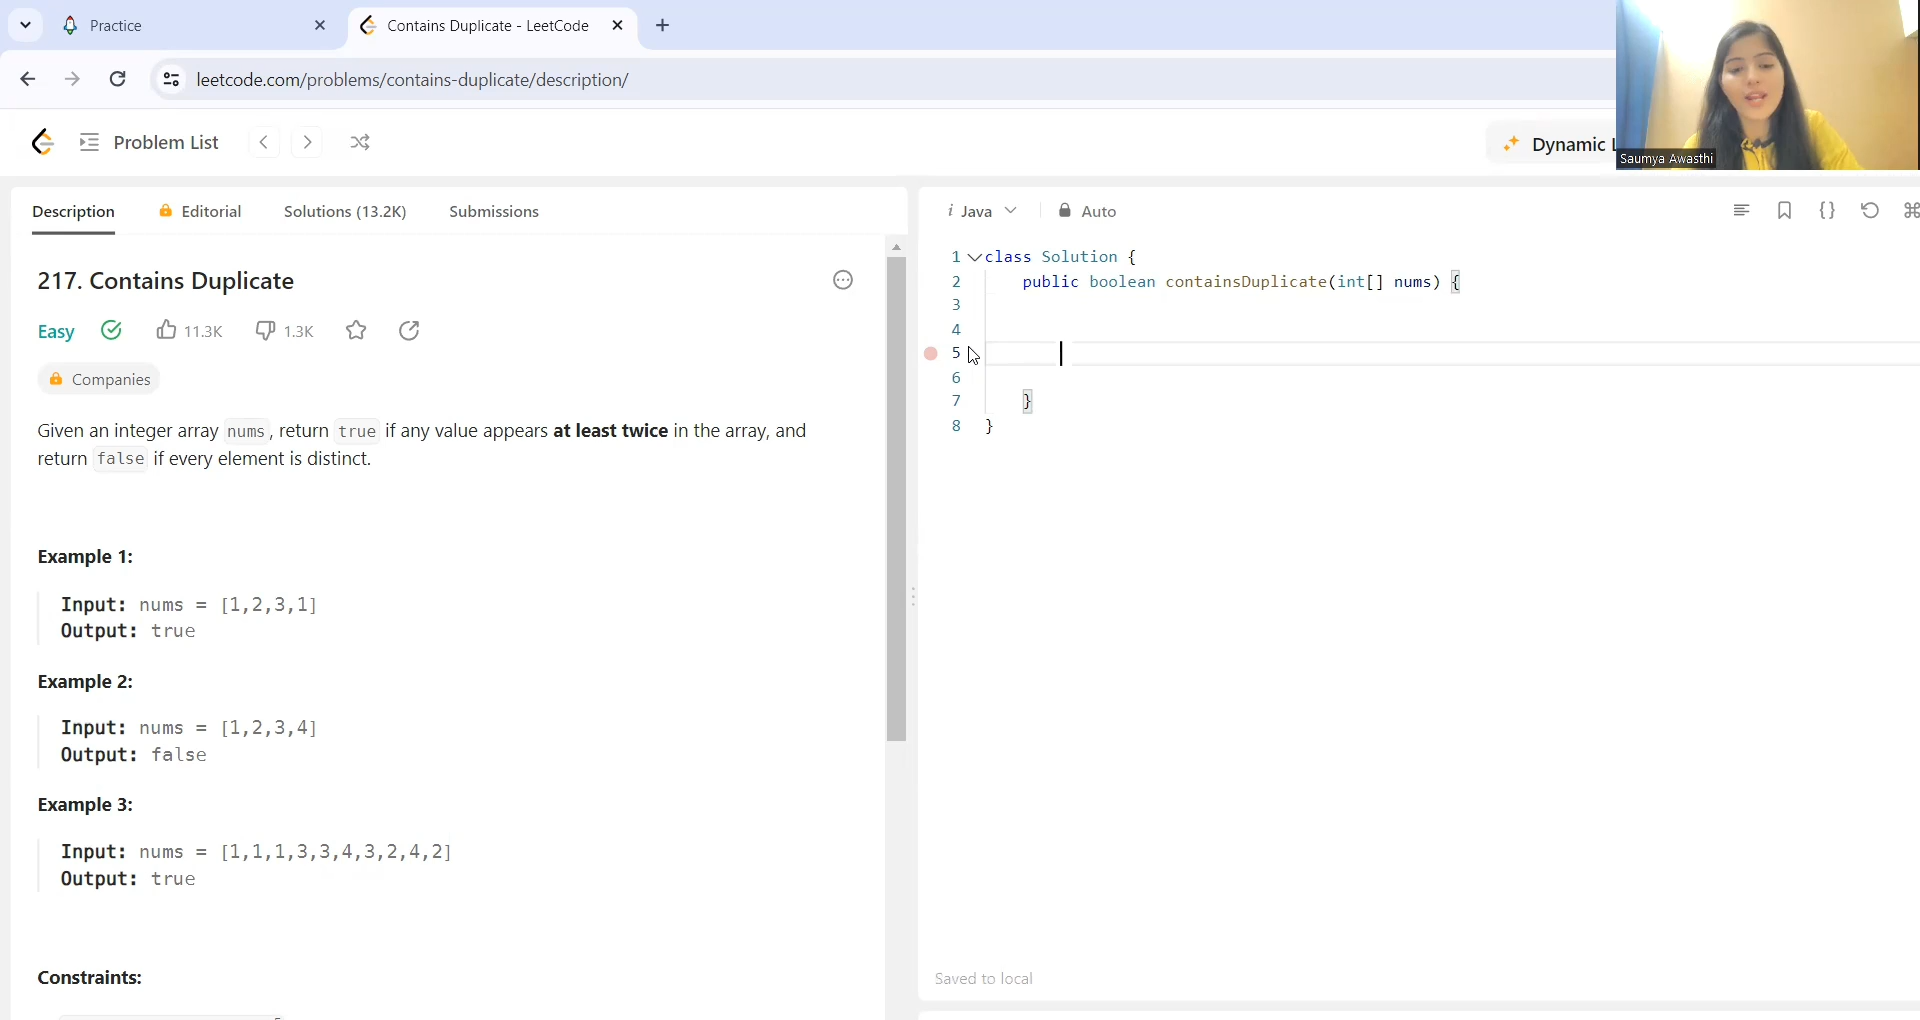 Practice
Contains Duplicate - LeetCode
leetcode.com/problems/contains-duplicate/description/
Problem List
Dynamic
Saumya Awasthi
Description
Editorial
Solutions (13.2K)
Submissions
217. Contains Duplicate
Easy
11.3K
1.3K
Companies
Given an integer array nums, return true if any value appears at least twice in the array, and
return false if every element is distinct.
Example 1:
Input: nums = [1,2,3,1]
Output: true
Example 2:
Input: nums = [1,2,3,4]
Output: false
Example 3:
Input: nums = [1,1,1,3,3,4,3,2,4,2]
Output: true
Constraints:
i Java
Auto
1 class Solution {
2 public boolean containsDuplicate(int[] nums) {
3
4
5
6
7 }
8 }
Saved to local